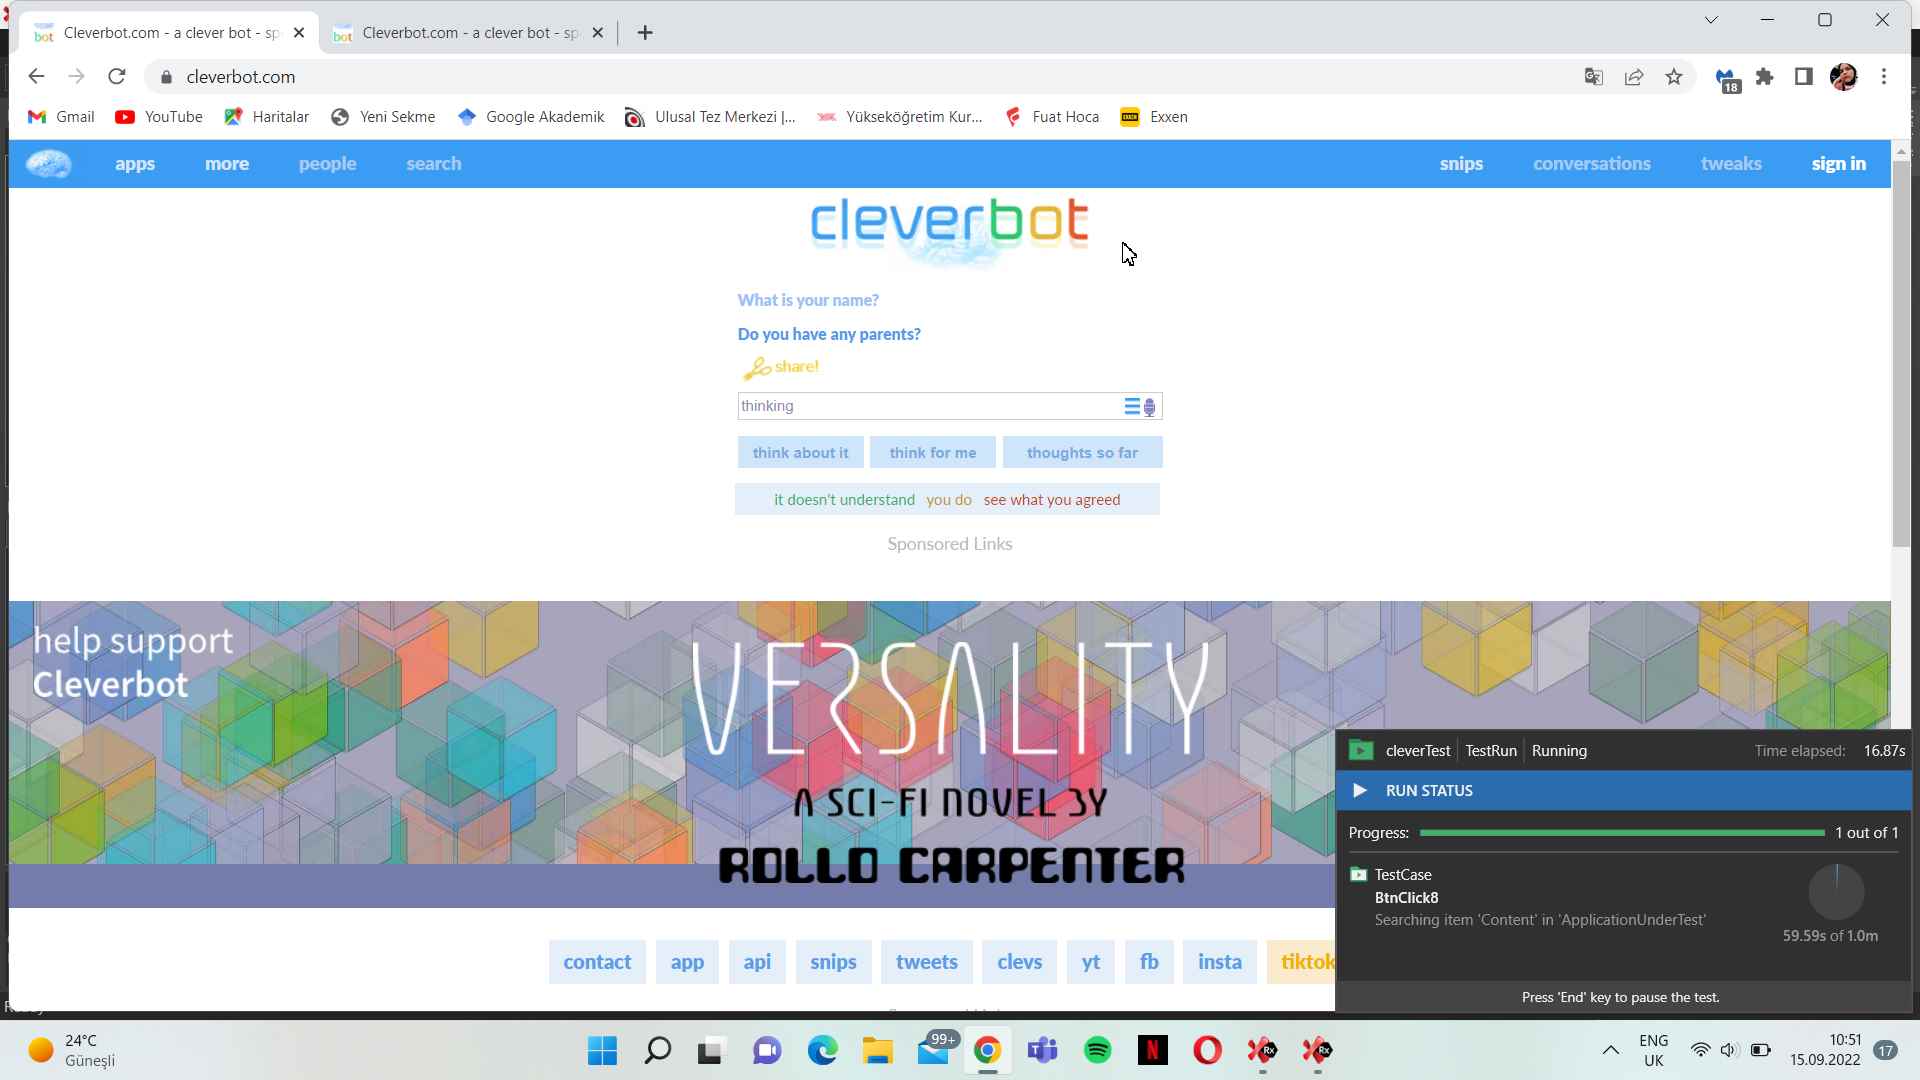 Cleverbot.com - a clever bot - sp
Cleverbot.com - a clever bot - sp
cleverbot.com
18
Gmail
YouTube
Haritalar
Yeni Sekme
Google Akademik
Ulusal Tez Merkezi |...
Yükseköğretim Kur...
Fuat Hoca
Exxen
apps
more
people
search
snips
conversations
tweaks
sign in
cleverbot
What is your name?
Do you have any parents?
share!
thinking
think about it
think for me
thoughts so far
it doesn't understand you do see what you agreed
Sponsored Links
help support
Cleverbot
VERSALITY
A SCI-FI NOVEL BY
ROLLO CARPENTER
cleverTest TestRun Running
Time elapsed: 16.87s
RUN STATUS
Progress: 1 out of 1
TestCase
BtnClick8
Searching item 'Content' in 'ApplicationUnderTest'
59.59s of 1.0m
Press 'End' key to pause the test.
contact
app
api
snips
tweets
clevs
yt
fb
insta
tiktok
24°C
Güneşli
99+
ENG
UK
10:51
15.09.2022
17